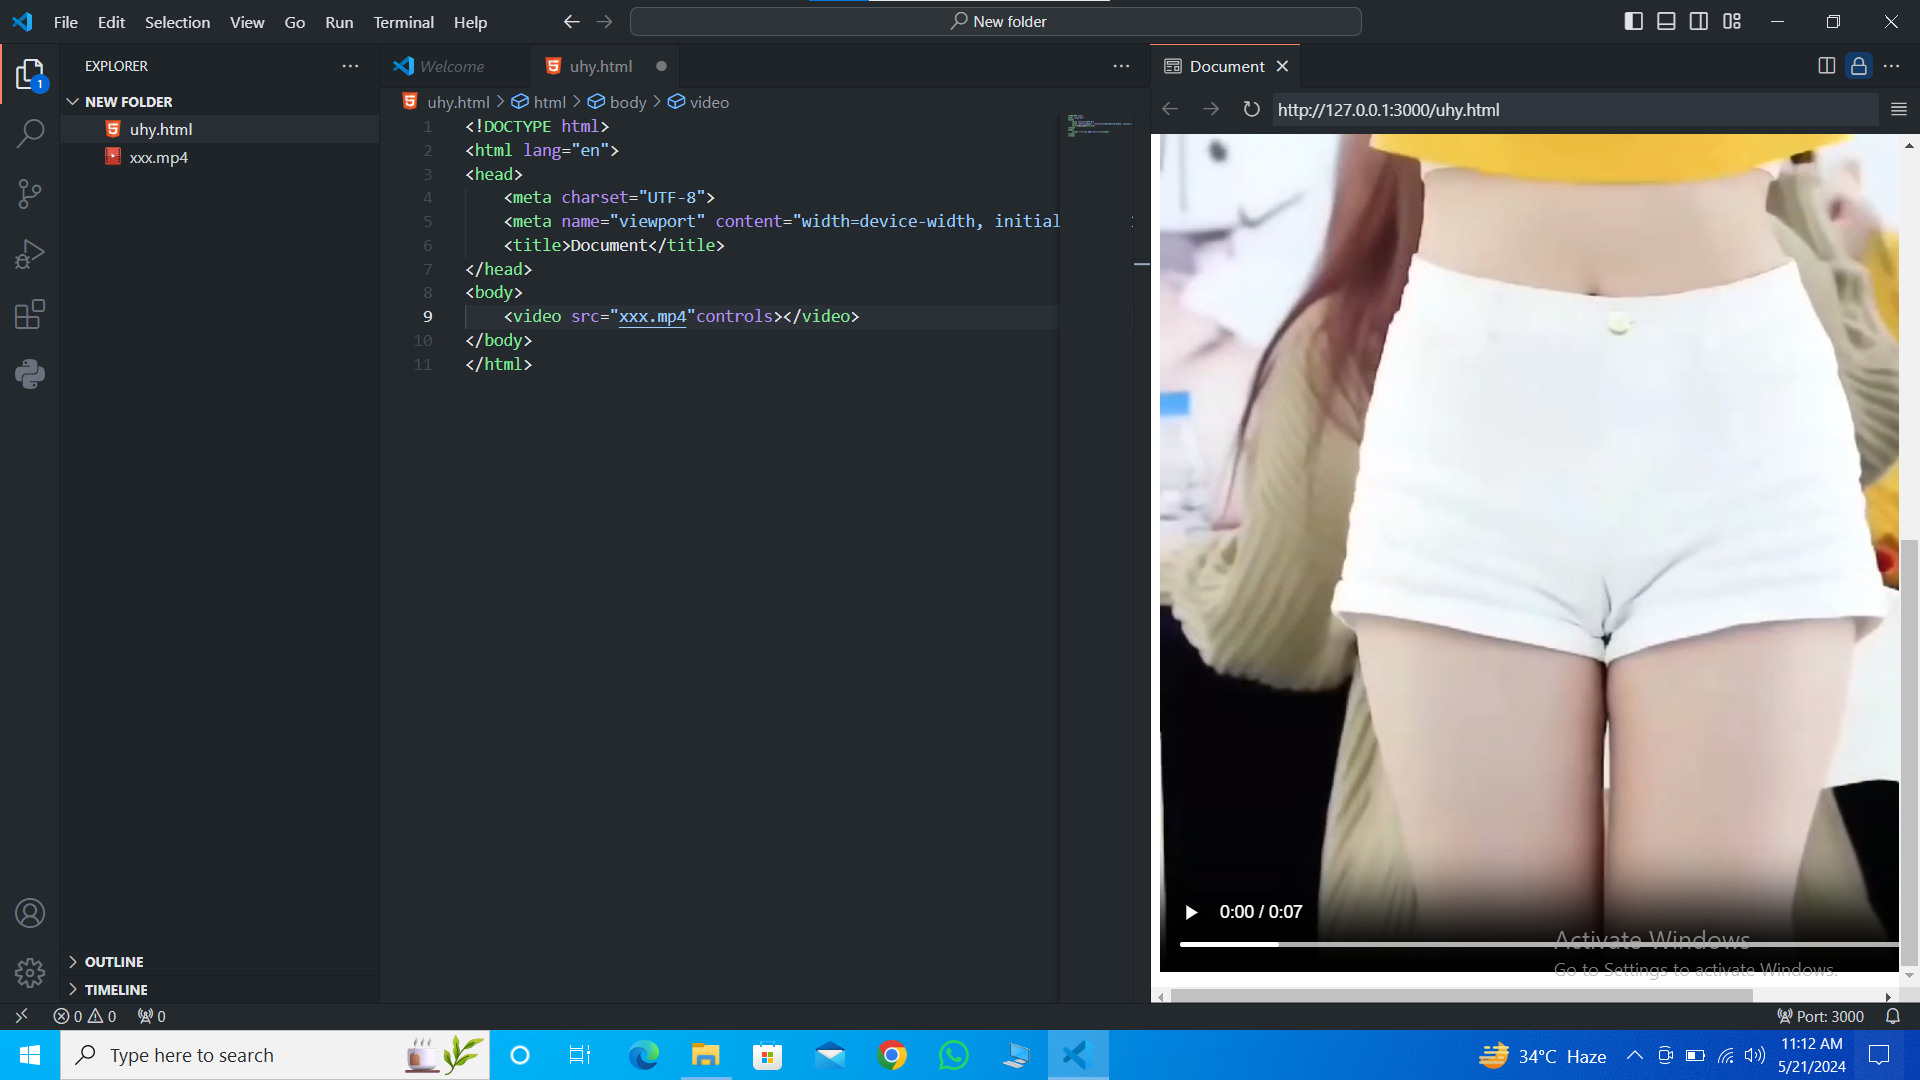 File Edit Selection View Go Run Terminal Help
New folder
EXPLORER
1
NEW FOLDER
uhy.html
xxx.mp4
OUTLINE
TIMELINE
Welcome
uhy.html
uhy.html > html > body > video
1 <!DOCTYPE html>
2 <html lang="en">
3 <head>
4 <meta charset="UTF-8">
5 <meta name="viewport" content="width=device-width, initial
6 <title>Document</title>
7 </head>
8 <body>
9 <video src="xxx.mp4"controls></video>
10 </body>
11 </html>
Document
http://127.0.0.1:3000/uhy.html
0:00 / 0:07
Activate Windows
Go to Settings to activate Windows.
0 0 0
Port: 3000
Type here to search
34°C Haze
11:12 AM
5/21/2024